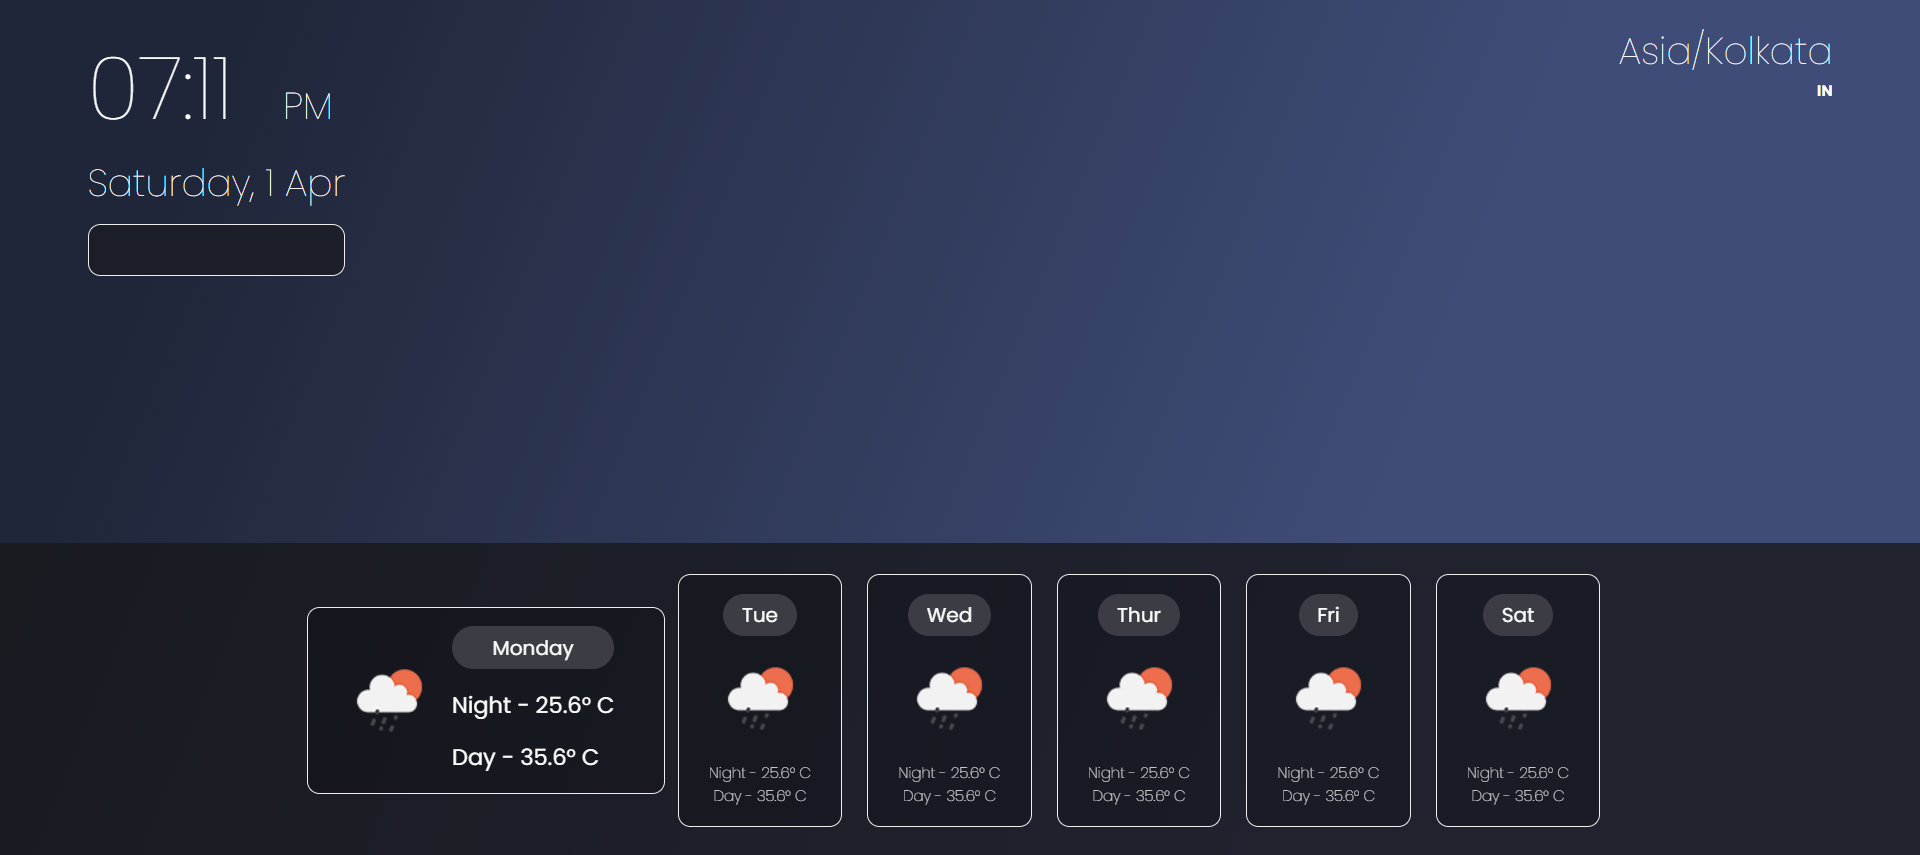 07:11 PM
Saturday, 1 Apr
Asia/Kolkata
IN
Monday
Night - 25.6° C
Day - 35.6° C
Tue
Night - 25.6° C
Day - 35.6° C
Wed
Night - 25.6° C
Day - 35.6° C
Thur
Night - 25.6° C
Day - 35.6° C
Fri
Night - 25.6° C
Day - 35.6° C
Sat
Night - 25.6° C
Day - 35.6° C